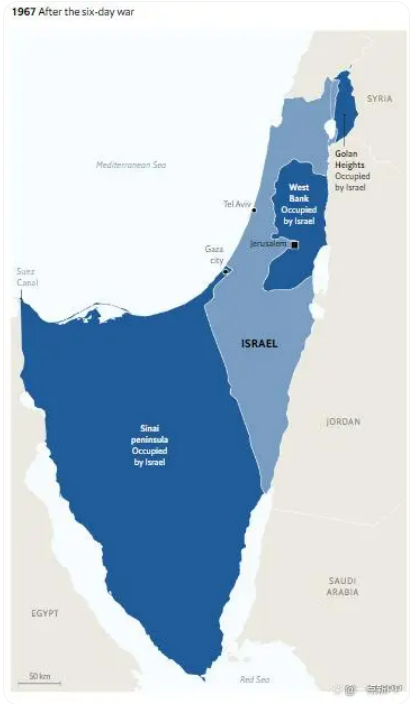 1967 After the six-day war
SYRIA
Mediterranean Sea
Golan
Heights
Occupied
by Israel
West
Bank
Occupied
by Israel
Tel Aviv
Jerusalem
Gaza
city
Suez
Canal
ISRAEL
JORDAN
Sinai
peninsula
Occupied
by Israel
SAUDI
ARABIA
EGYPT
50 km
Red Sea